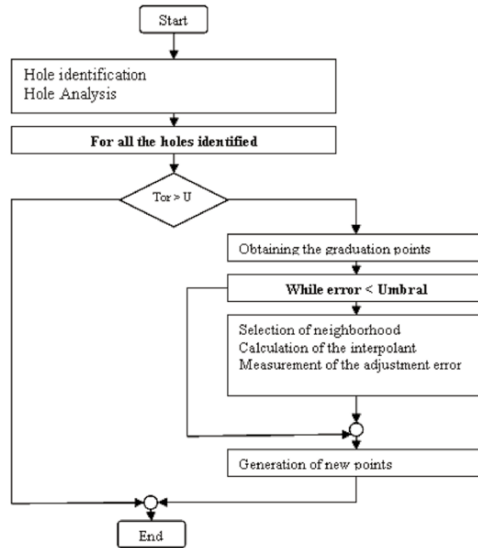 Start
Hole identification
Hole Analysis
For all the holes identified
Tor > U
Obtaining the graduation points
While error < Umbral
Selection of neighborhood
Calculation of the interpolant
Measurement of the adjustment error
Generation of new points
End